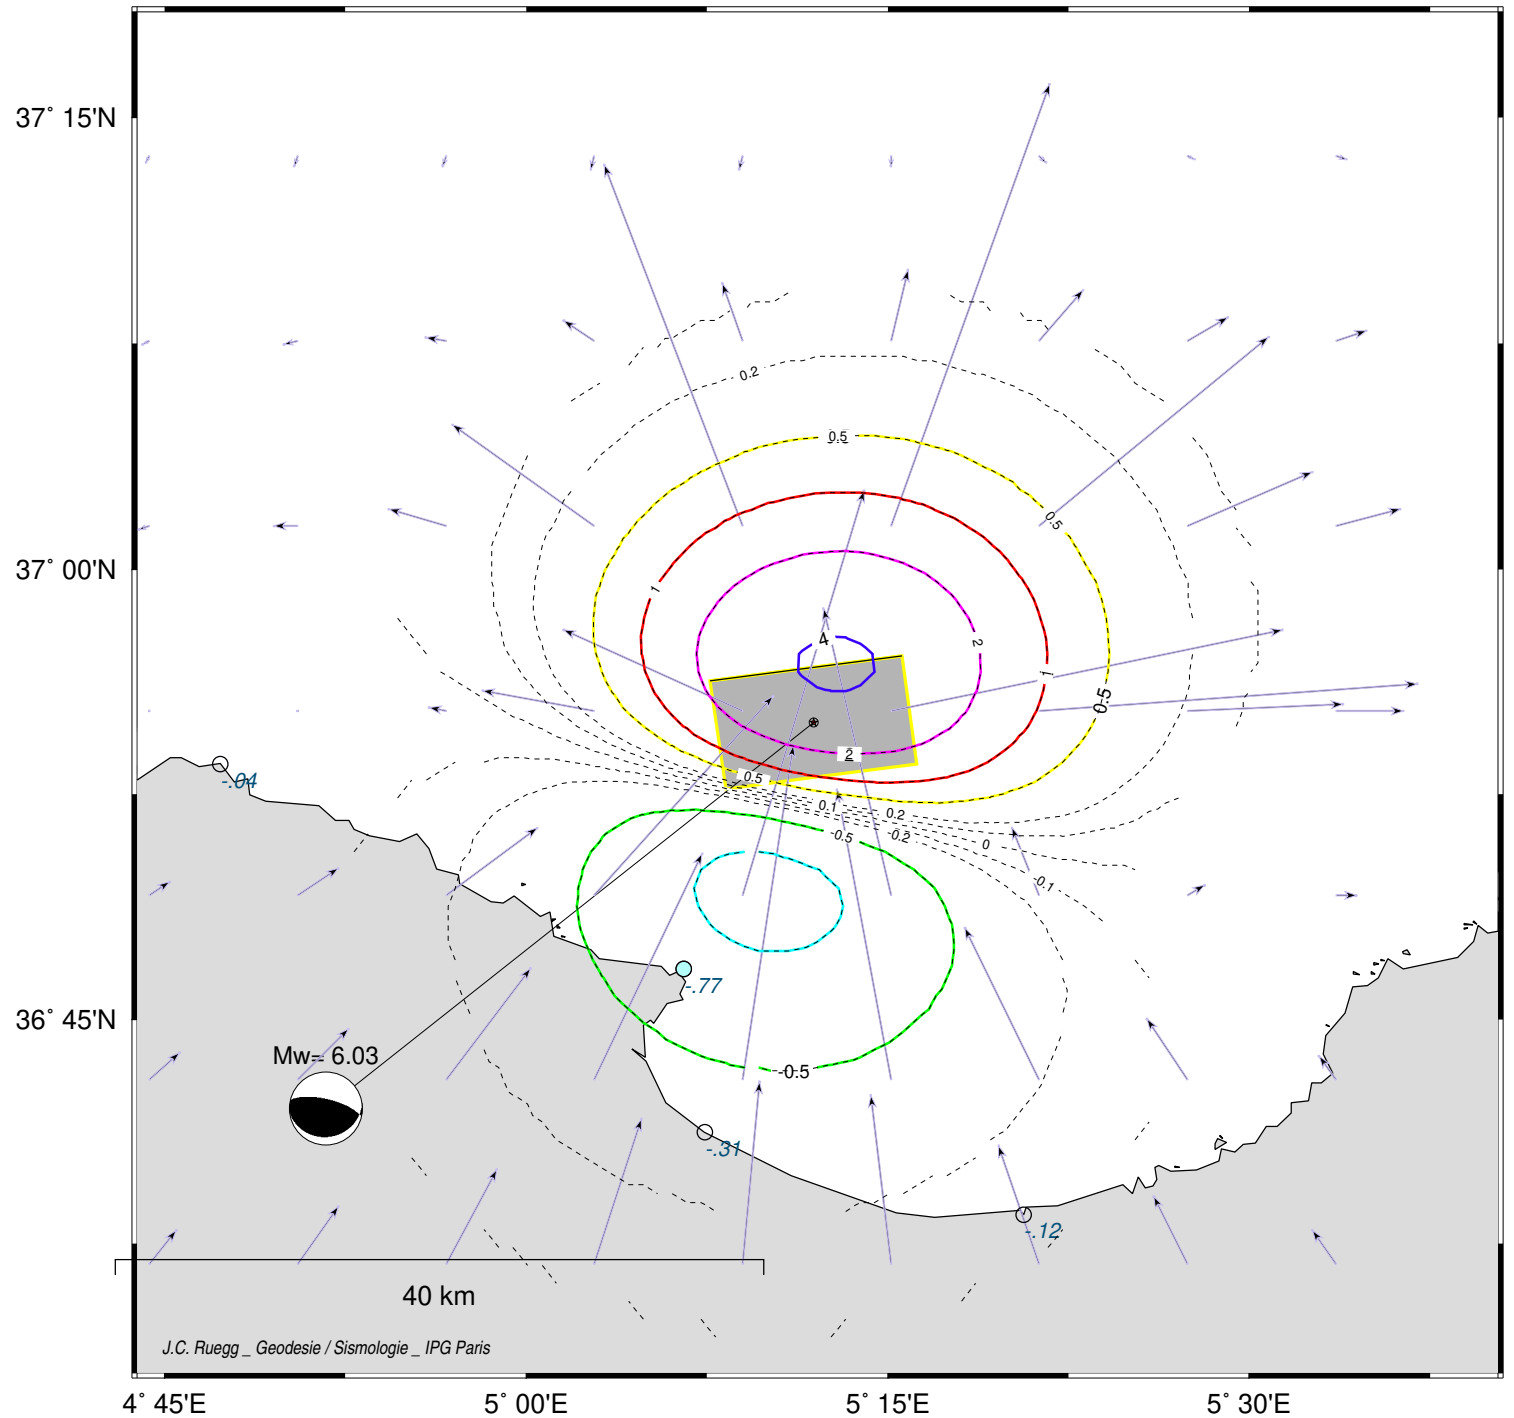 37° 15'N
0.2
0.5
0.5
37° 00'N
1
4
2
1
0.5
2
-.04
0.5
0.1
0.2
-0.5
-0.2
0
-0.1
-.77
36° 45'N
Mw= 6.03
-0.5
-.31
-.12
40 km
J.C. Ruegg _ Geodesie / Sismologie _ IPG Paris
4° 45'E
5° 00'E
5° 15'E
5° 30'E